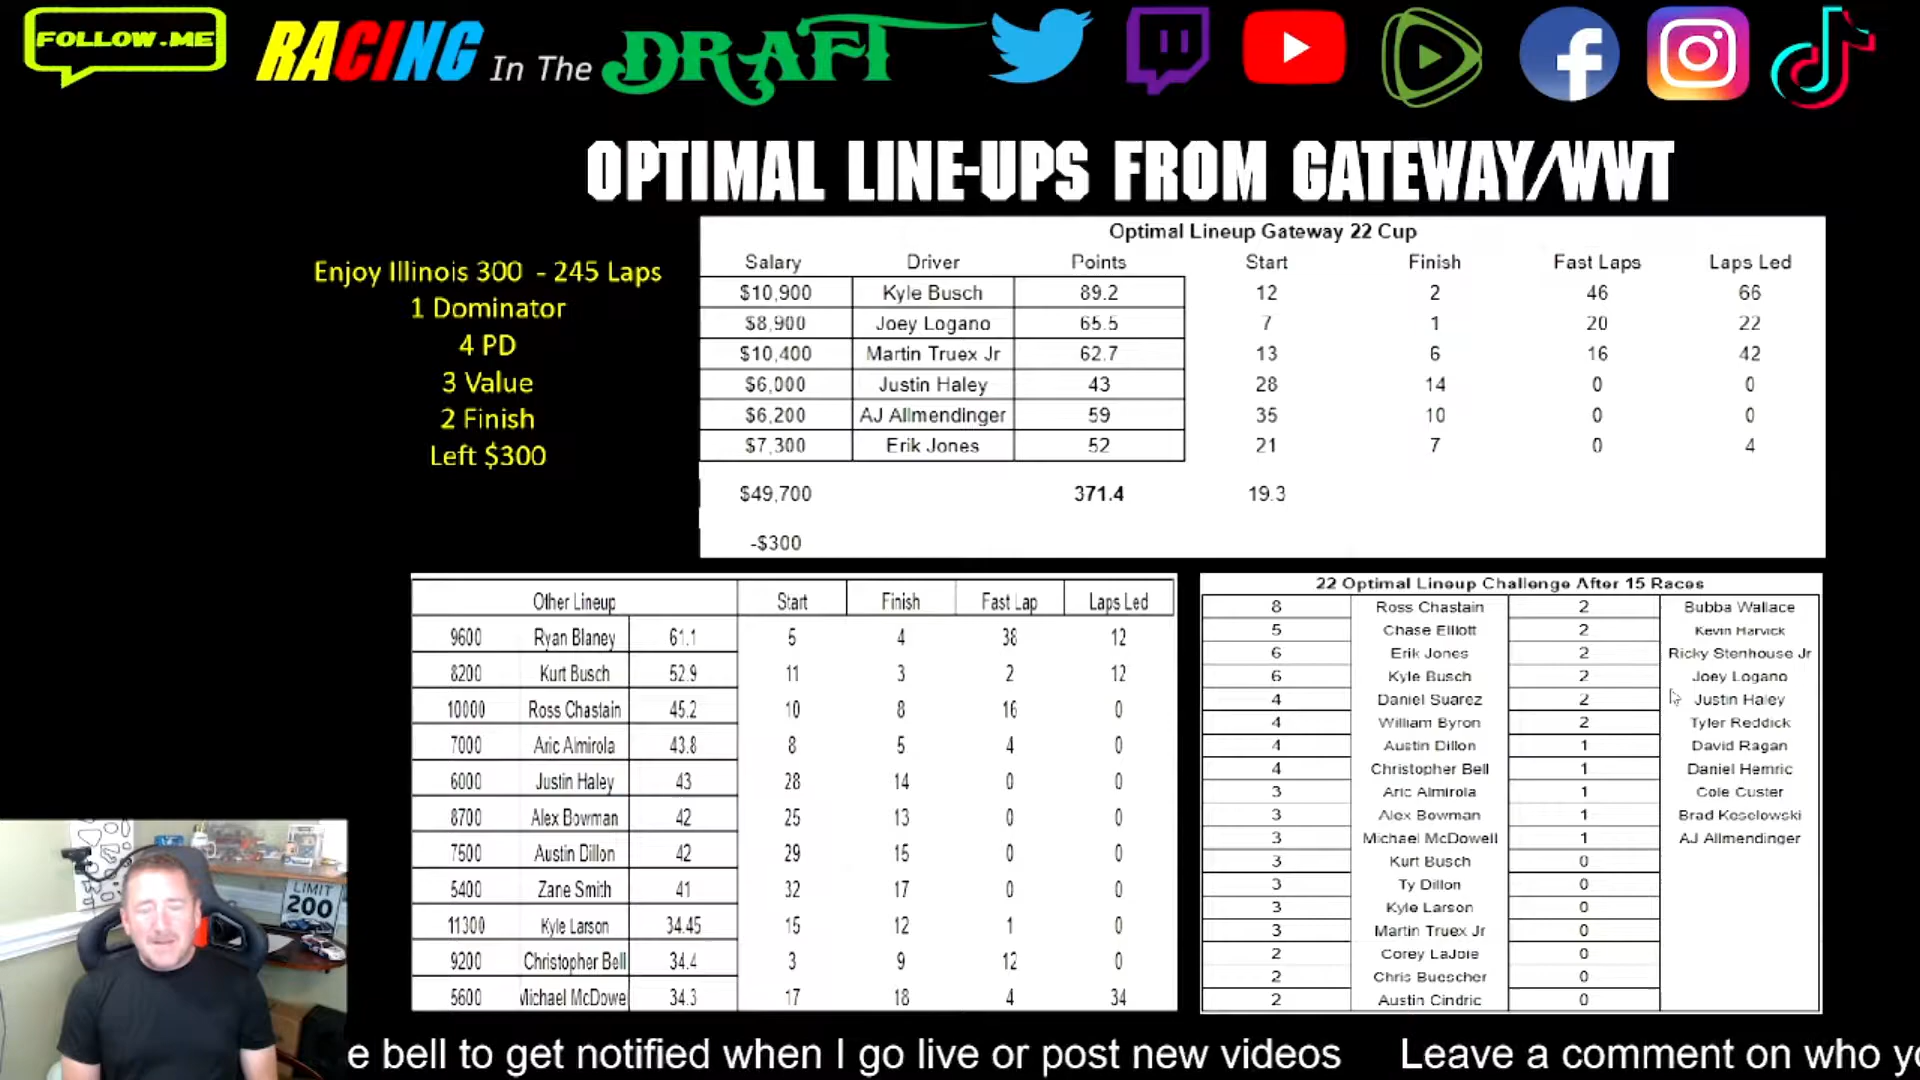 FOLLOW.ME
RACING In The DRAFT
OPTIMAL LINE-UPS FROM GATEWAY/WWT
Enjoy Illinois 300 - 245 Laps
1 Dominator
4 PD
3 Value
2 Finish
Left $300
Optimal Lineup Gateway 22 Cup
Salary Driver Points Start Finish Fast Laps Laps Led
$10,900 Kyle Busch 89.2 12 2 46 66
$8,900 Joey Logano 65.5 7 1 20 22
$10,400 Martin Truex Jr 62.7 13 6 16 42
$6,000 Justin Haley 43 28 14 0 0
$6,200 AJ Allmendinger 59 35 10 0 0
$7,300 Erik Jones 52 21 7 0 4
$49,700 371.4 19.3
-$300
Other Lineup Start Finish Fast Lap Laps Led
9600 Ryan Blaney 61.1 5 4 38 12
8200 Kurt Busch 52.9 11 3 2 12
10000 Ross Chastain 45.2 10 8 16 0
7000 Aric Almirola 43.8 8 5 4 0
6000 Justin Haley 43 28 14 0 0
8700 Alex Bowman 42 25 13 0 0
7500 Austin Dillon 42 29 15 0 0
5400 Zane Smith 41 32 17 0 0
11300 Kyle Larson 34.45 15 12 1 0
9200 Christopher Bell 34.4 3 9 12 0
5600 Michael McDowe 34.3 17 18 4 34
22 Optimal Lineup Challenge After 15 Races
8 Ross Chastain 2 Bubba Wallace
5 Chase Elliott 2 Kevin Harvick
6 Erik Jones 2 Ricky Stenhouse Jr
6 Kyle Busch 2 Joey Logano
4 Daniel Suarez 2 Justin Haley
4 William Byron 2 Tyler Reddick
4 Austin Dillon 1 David Ragan
4 Christopher Bell 1 Daniel Hemric
3 Aric Almirola 1 Cole Custer
3 Alex Bowman 1 Brad Keselowski
3 Michael McDowell 1 AJ Allmendinger
3 Kurt Busch 0
3 Ty Dillon 0
3 Kyle Larson 0
3 Martin Truex Jr 0
2 Corey LaJoie 0
2 Chris Buescher 0
2 Austin Cindric 0
LIMIT
200
e bell to get notified when I go live or post new videos Leave a comment on who yo